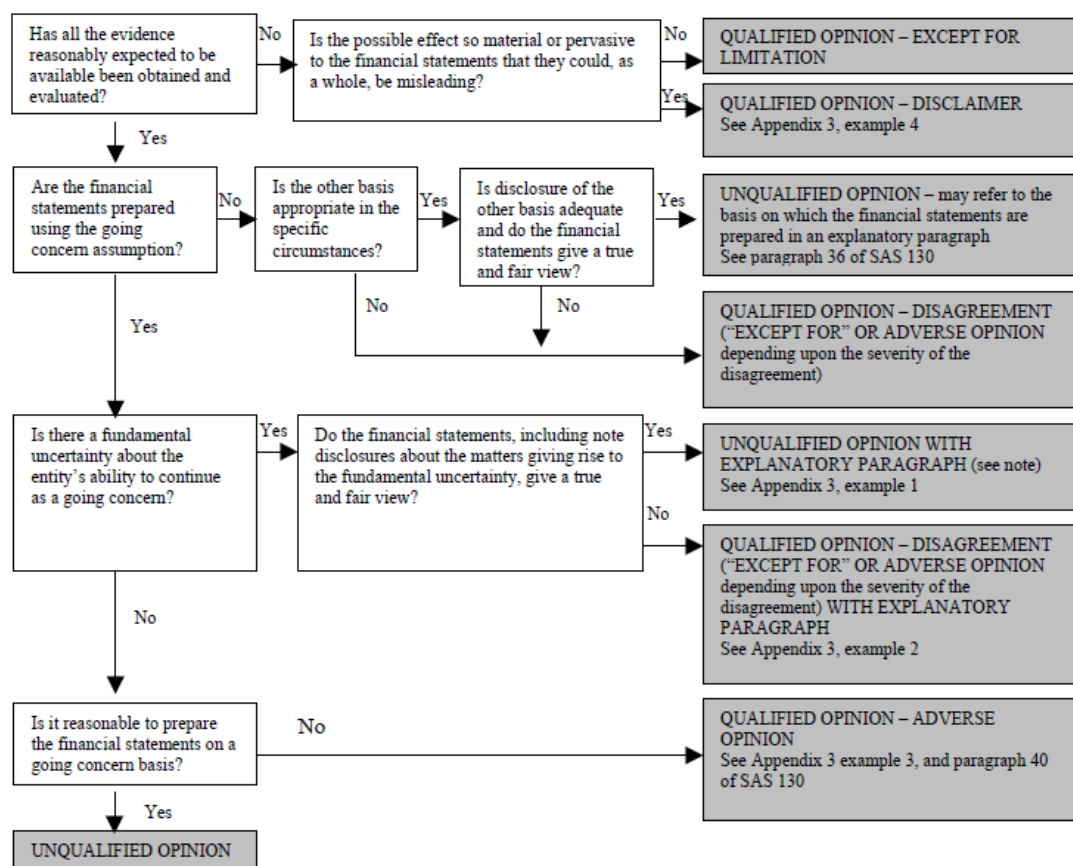 Has all the evidence
reasonably expected to be
available been obtained and
evaluated?
No
Is the possible effect so material or pervasive
to the financial statements that they could, as
a whole, be misleading?
No
QUALIFIED OPINION – EXCEPT FOR
LIMITATION
Yes
QUALIFIED OPINION – DISCLAIMER
See Appendix 3, example 4
Yes
Are the financial
statements prepared
using the going
concern assumption?
No
Is the other basis
appropriate in the
specific
circumstances?
Yes
Is disclosure of the
other basis adequate
and do the financial
statements give a true
and fair view?
Yes
UNQUALIFIED OPINION – may refer to the
basis on which the financial statements are
prepared in an explanatory paragraph
See paragraph 36 of SAS 130
No
No
QUALIFIED OPINION – DISAGREEMENT
(“EXCEPT FOR” OR ADVERSE OPINION
depending upon the severity of the
disagreement)
Yes
Is there a fundamental
uncertainty about the
entity’s ability to continue
as a going concern?
Yes
Do the financial statements, including note
disclosures about the matters giving rise to
the fundamental uncertainty, give a true
and fair view?
Yes
UNQUALIFIED OPINION WITH
EXPLANATORY PARAGRAPH (see note)
See Appendix 3, example 1
No
QUALIFIED OPINION – DISAGREEMENT
(“EXCEPT FOR” OR ADVERSE OPINION
depending upon the severity of the
disagreement) WITH EXPLANATORY
PARAGRAPH
See Appendix 3, example 2
No
Is it reasonable to prepare
the financial statements on a
going concern basis?
No
QUALIFIED OPINION – ADVERSE
OPINION
See Appendix 3 example 3, and paragraph 40
of SAS 130
Yes
UNQUALIFIED OPINION